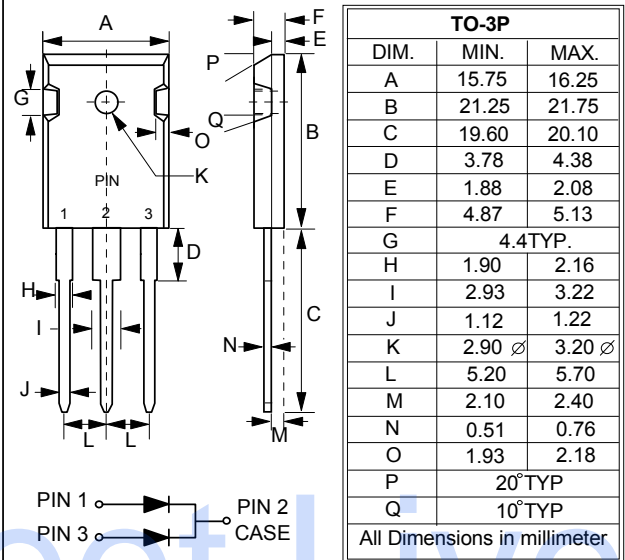 A
F
E
P
G
Q
O
B
K
PIN
1 2 3
D
H
I
C
N
J
L L
M
PIN 1
PIN 3
PIN 2
CASE
TO-3P
DIM. MIN. MAX.
A 15.75 16.25
B 21.25 21.75
C 19.60 20.10
D 3.78 4.38
E 1.88 2.08
F 4.87 5.13
G 4.4TYP.
H 1.90 2.16
I 2.93 3.22
J 1.12 1.22
K 2.90 ∅ 3.20 ∅
L 5.20 5.70
M 2.10 2.40
N 0.51 0.76
O 1.93 2.18
P 20°TYP
Q 10°TYP
All Dimensions in millimeter